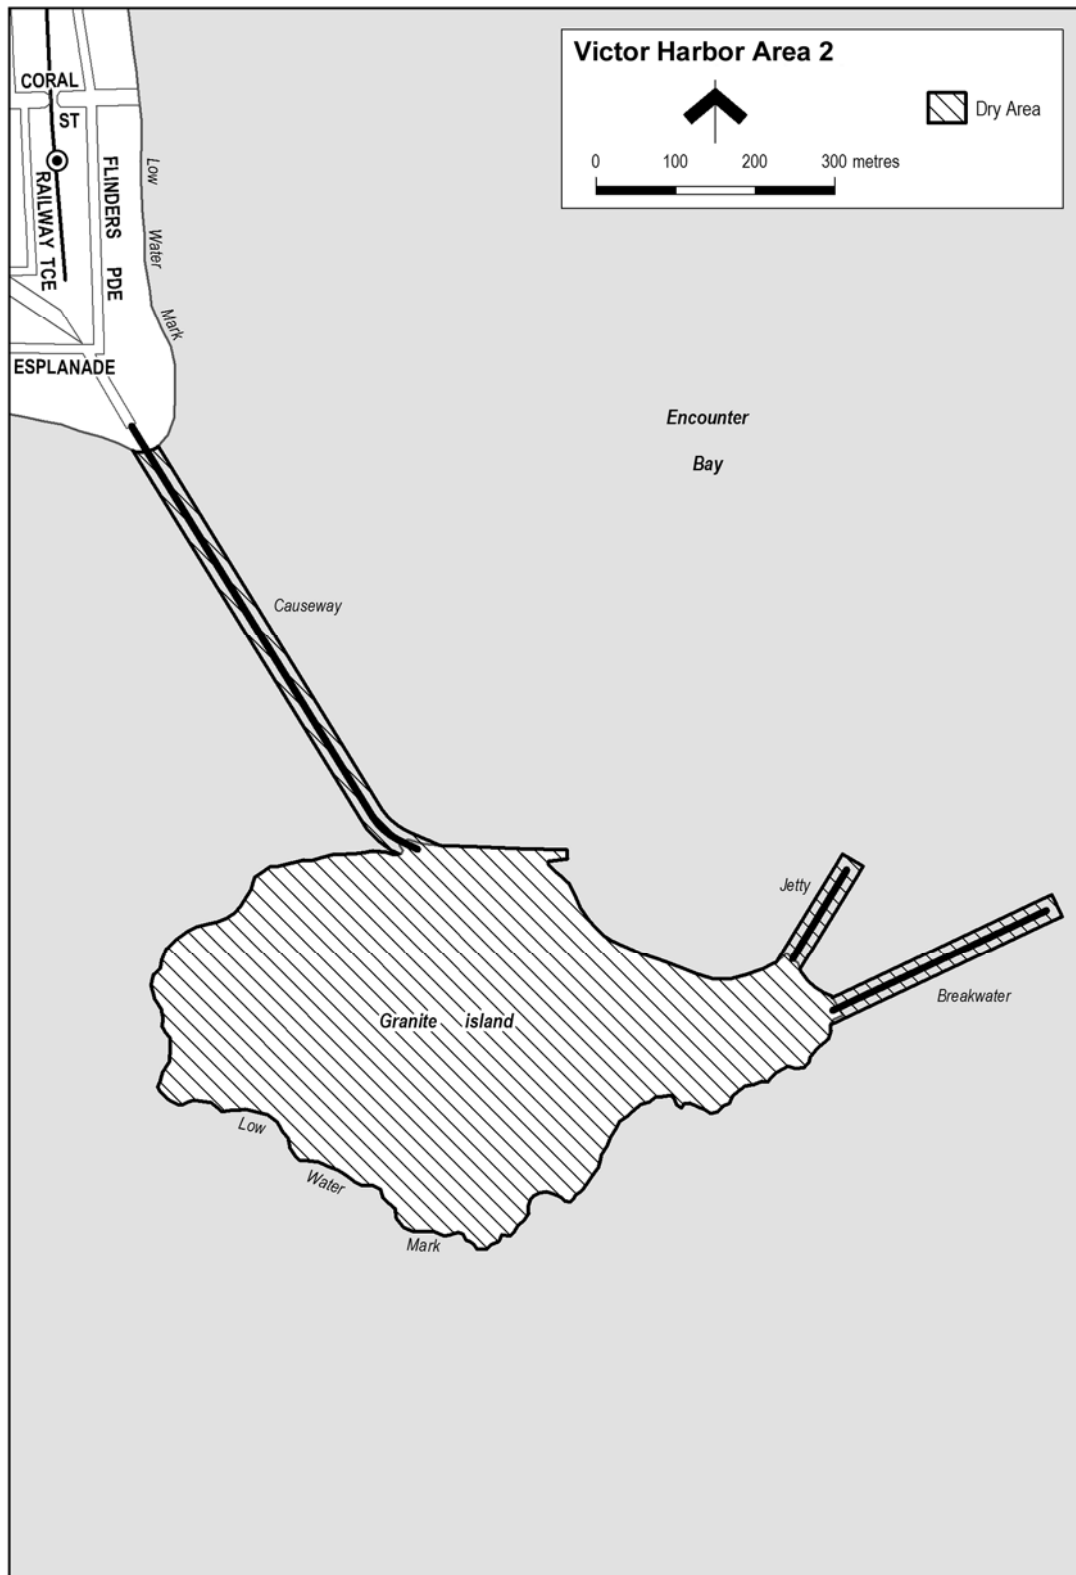 Victor Harbor Area 2
Dry Area
0 100 200 300 metres
CORAL
ST
RAILWAY TCE
FLINDERS PDE
Low Water Mark
ESPLANADE
Encounter
Bay
Causeway
Jetty
Breakwater
Granite island
Low
Water
Mark